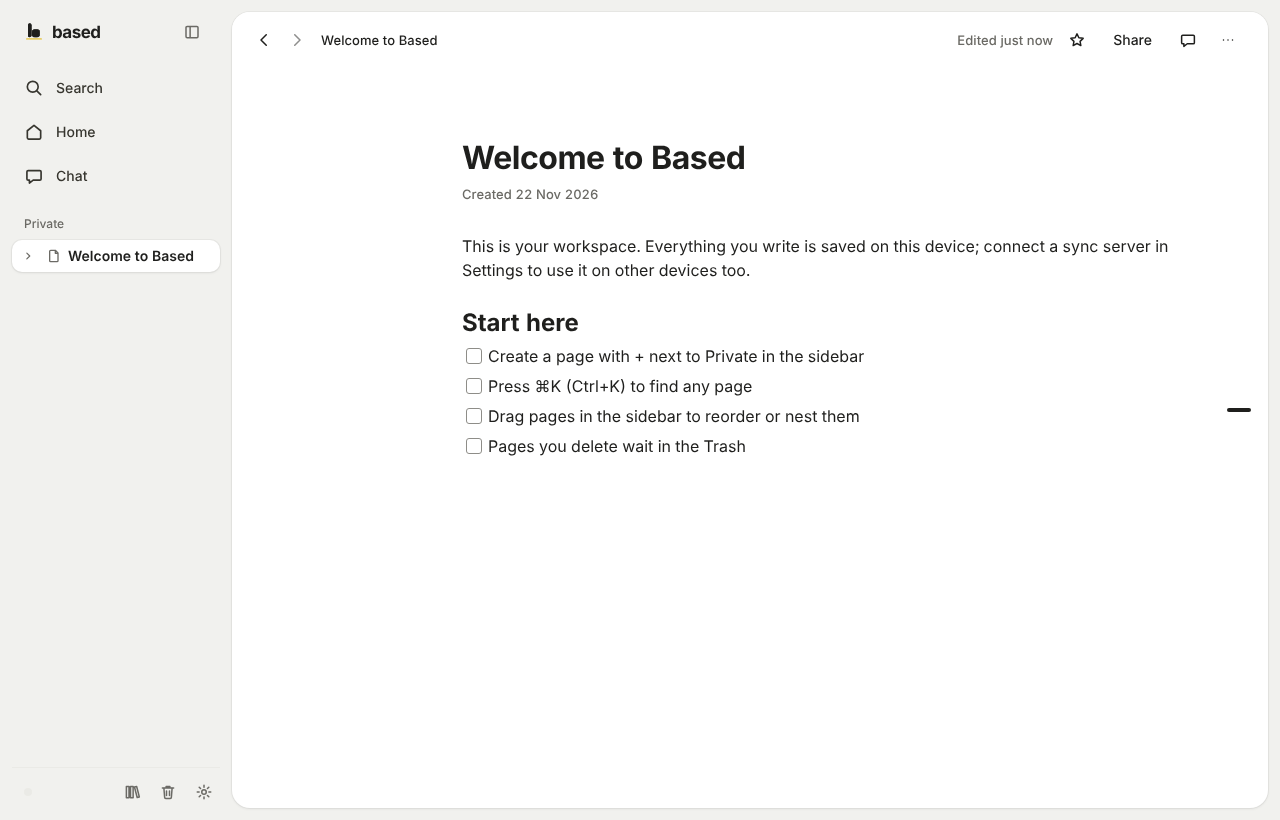 based
Search
Home
Chat
Private
Welcome to Based
Welcome to Based
Edited just now
Share
Welcome to Based
Created 22 Nov 2026
This is your workspace. Everything you write is saved on this device; connect a sync server in
Settings to use it on other devices too.
Start here
Create a page with + next to Private in the sidebar
Press ⌘K (Ctrl+K) to find any page
Drag pages in the sidebar to reorder or nest them
Pages you delete wait in the Trash